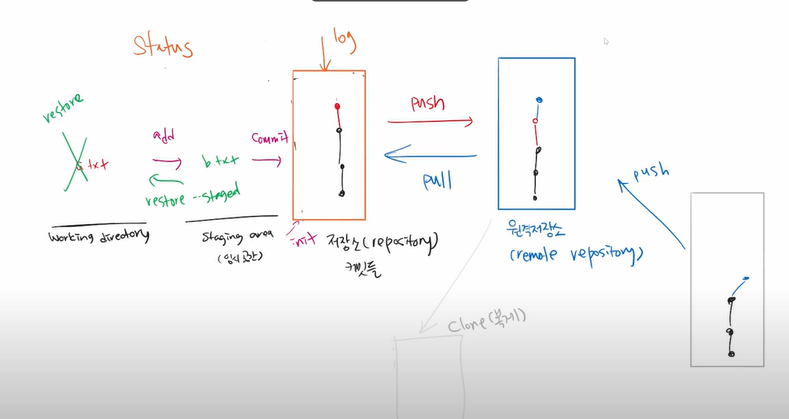 Status
log
restore
add
commit
b txt
txt
restore --staged
push
pull
push
Working directory
Staging area
(임시공간)
init
저장소(repository)
커밋들
원격저장소
(remote repository)
Clone(복제)